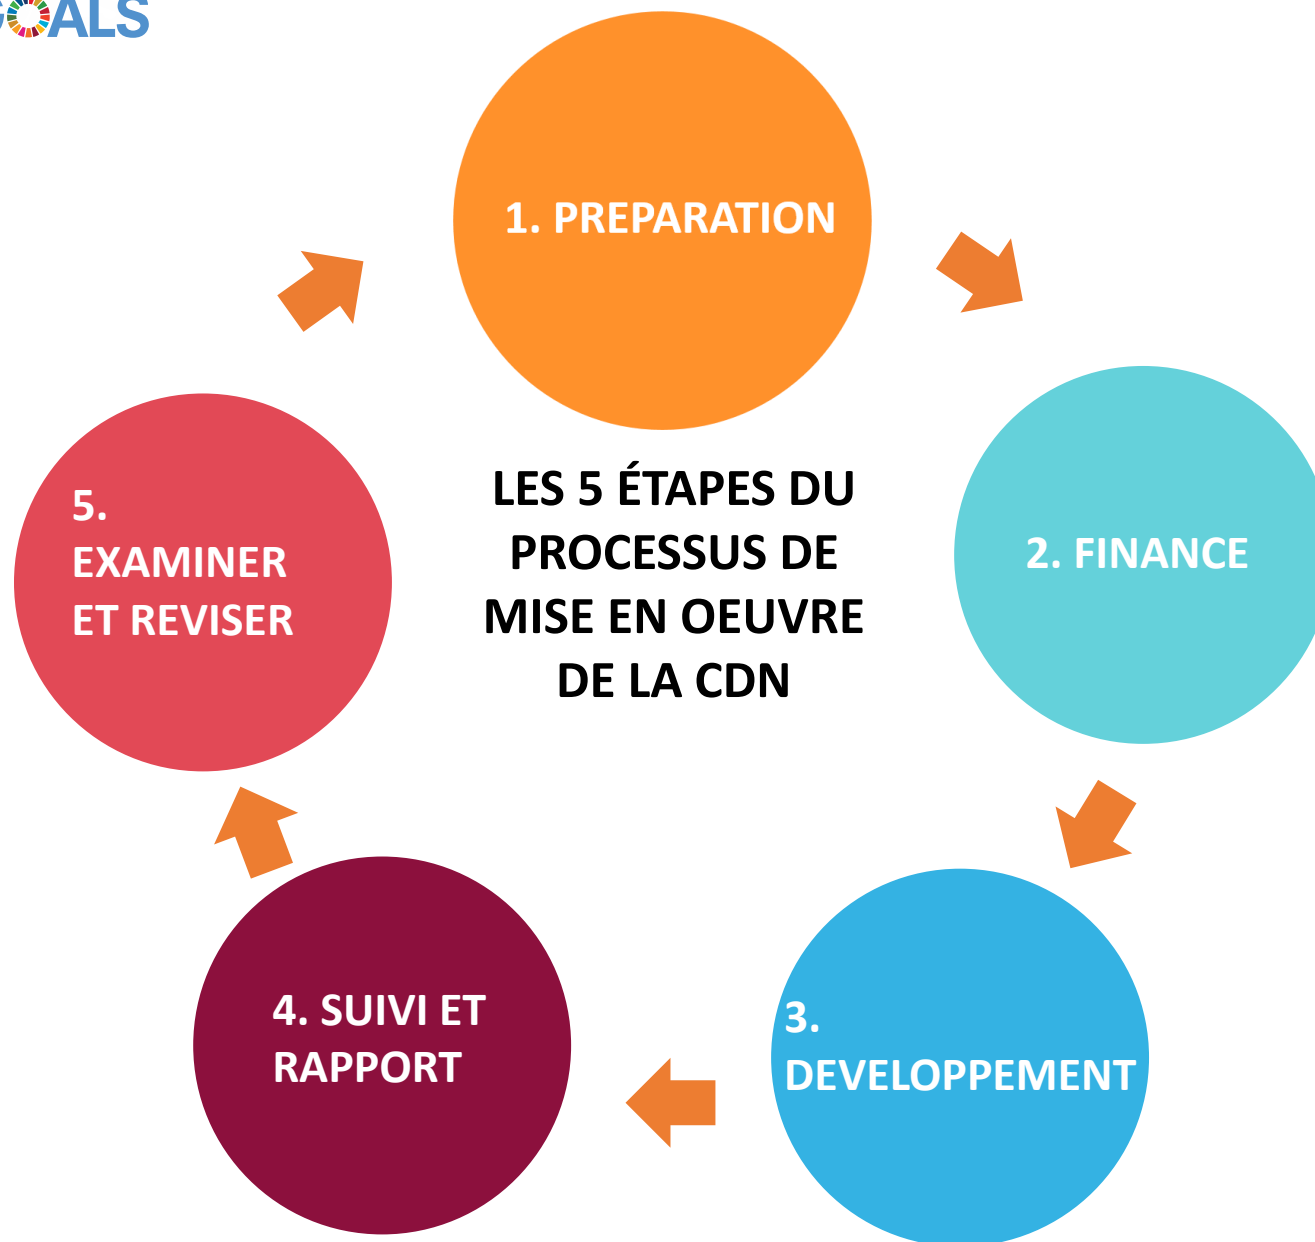 GOALS
1. PREPARATION
2. FINANCE
3.
DEVELOPPEMENT
4. SUIVI ET
RAPPORT
5.
EXAMINER
ET REVISER
LES 5 ÉTAPES DU
PROCESSUS DE
MISE EN OEUVRE
DE LA CDN